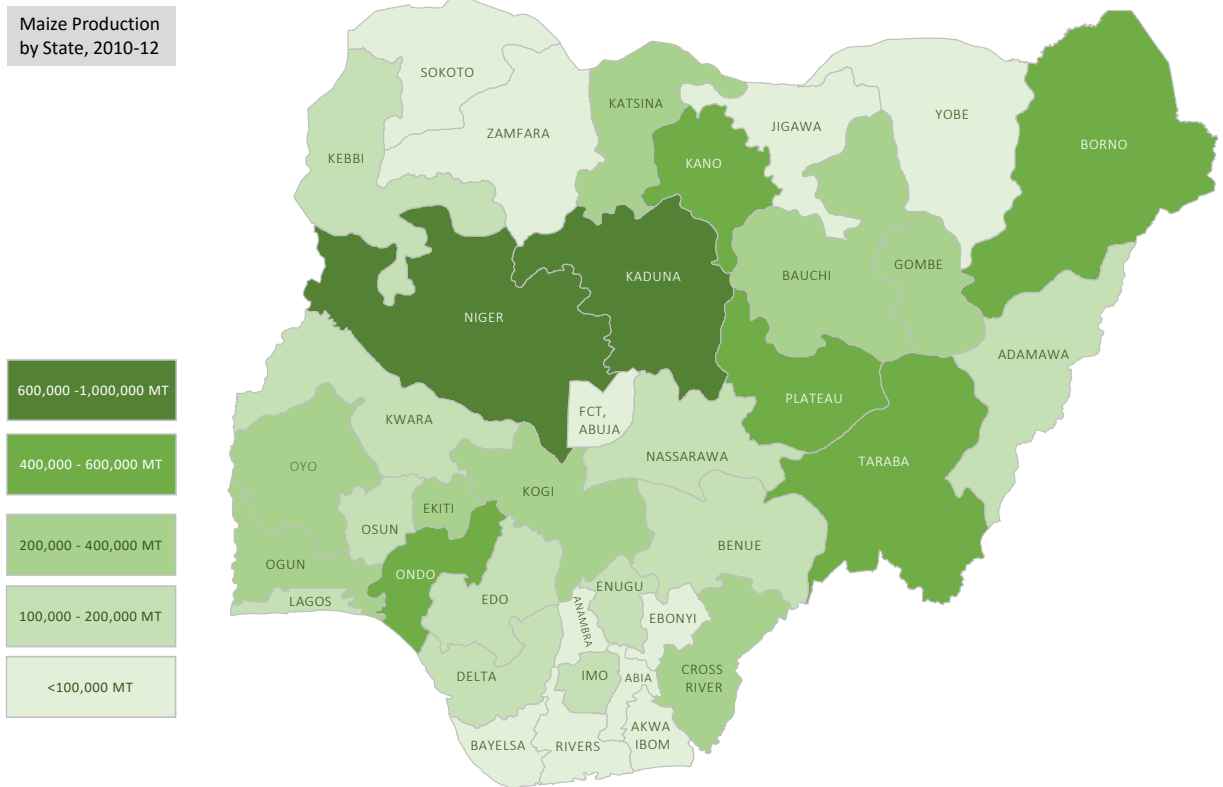 Maize Production
by State, 2010-12
SOKOTO
KATSINA
ZAMFARA
KEBBI
JIGAWA
YOBE
KANO
BORNO
KADUNA
BAUCHI
GOMBE
NIGER
ADAMAWA
600,000 -1,000,000 MT
PLATEAU
FCT,
ABUJA
KWARA
NASSARAWA
TARABA
400,000 - 600,000 MT
OYO
KOGI
EKITI
OSUN
BENUE
200,000 - 400,000 MT
OGUN
ONDO
ENUGU
LAGOS
EDO
100,000 - 200,000 MT
ANAMBRA
EBONYI
CROSS
RIVER
DELTA
IMO
ABIA
<100,000 MT
AKWA
IBOM
BAYELSA
RIVERS